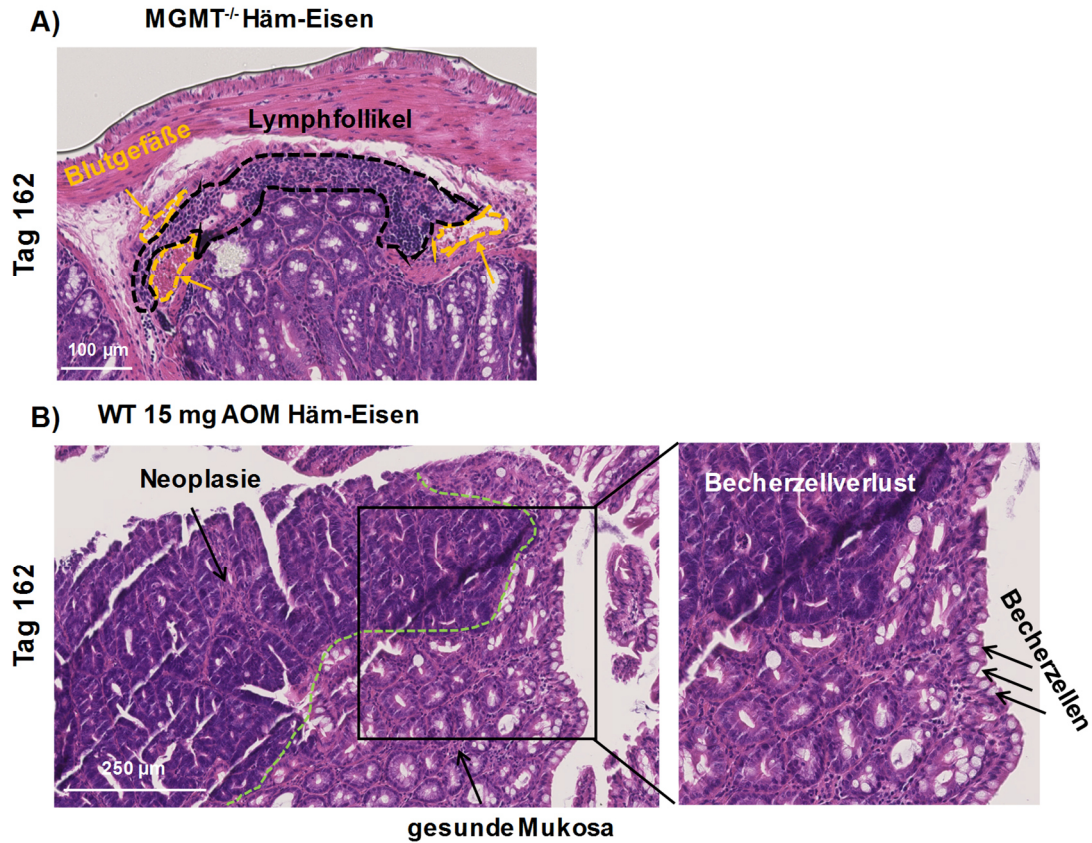 A)
MGMT-/- Häm-Eisen
Tag 162
Lymphfollikel
Blutgefäße
100 µm
B)
WT 15 mg AOM Häm-Eisen
Tag 162
Neoplasie
250 µm
gesunde Mukosa
Becherzellverlust
Becherzellen